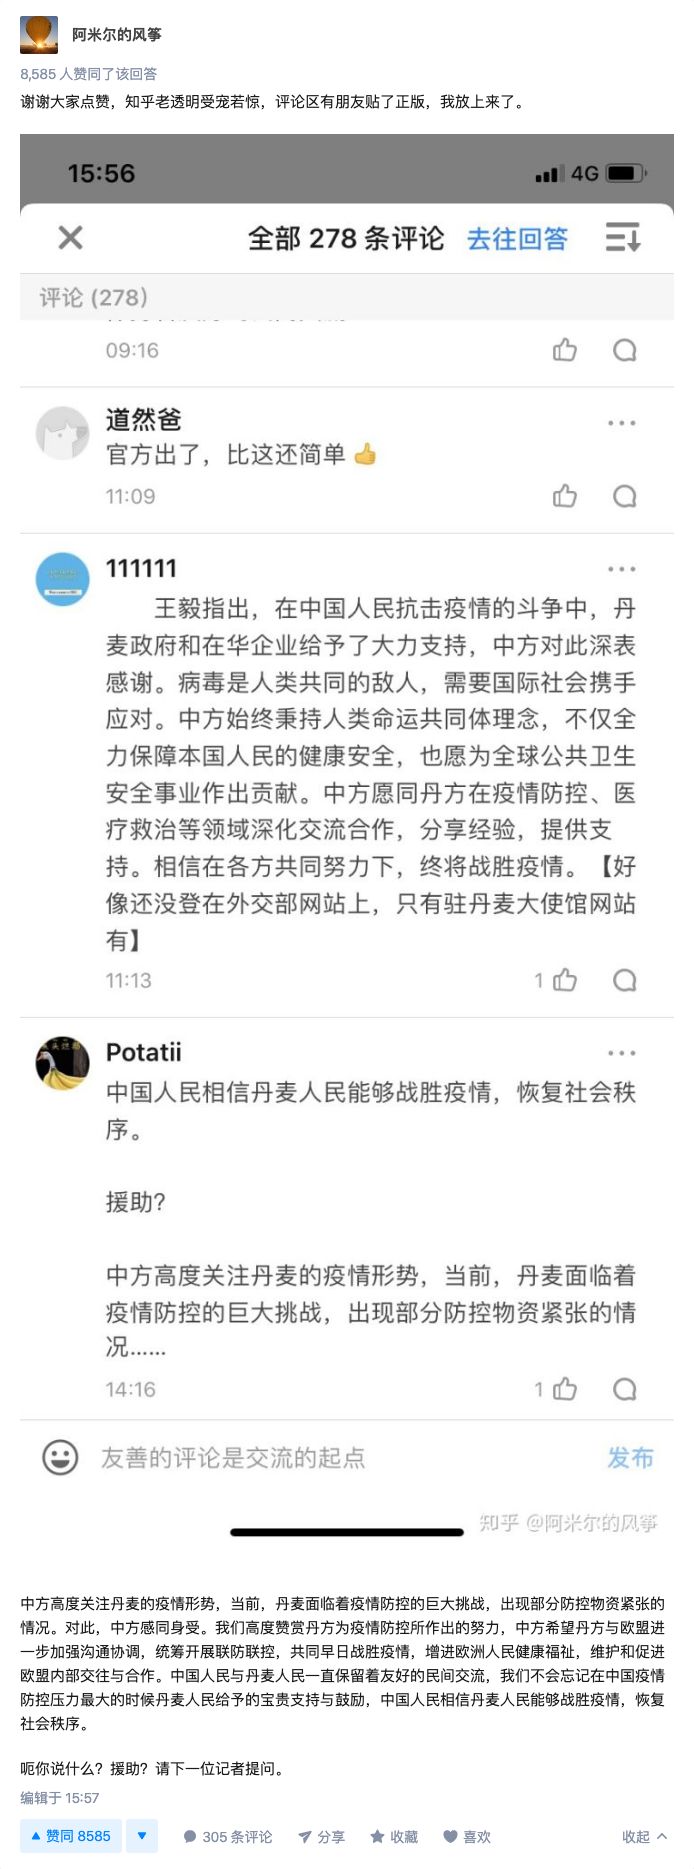 阿米尔的风筝
8,585 人赞同了该回答
谢谢大家点赞，知乎老透明受宠若惊，评论区有朋友贴了正版，我放上来了。
15:56
4G
全部 278 条评论 去往回答
评论 (278)
09:16
道然爸
官方出了，比这还简单 👍
11:09
111111
王毅指出，在中国人民抗击疫情的斗争中，丹
麦政府和在华企业给予了大力支持，中方对此深表
感谢。病毒是人类共同的敌人，需要国际社会携手
应对。中方始终秉持人类命运共同体理念，不仅全
力保障本国人民的健康安全，也愿为全球公共卫生
安全事业作出贡献。中方愿同丹方在疫情防控、医
疗救治等领域深化交流合作，分享经验，提供支
持。相信在各方共同努力下，终将战胜疫情。【好
像还没登在外交部网站上，只有驻丹麦大使馆网站
有】
11:13
1
Potatii
中国人民相信丹麦人民能够战胜疫情，恢复社会秩
序。
援助?
中方高度关注丹麦的疫情形势，当前，丹麦面临着
疫情防控的巨大挑战，出现部分防控物资紧张的情
况……
14:16
1
友善的评论是交流的起点
发布
知乎 @阿米尔的风筝
中方高度关注丹麦的疫情形势，当前，丹麦面临着疫情防控的巨大挑战，出现部分防控物资紧张的
情况。对此，中方感同身受。我们高度赞赏丹方为疫情防控所作出的努力，中方希望丹方与欧盟进
一步加强沟通协调，统筹开展联防联控，共同早日战胜疫情，增进欧洲人民健康福祉，维护和促进
欧盟内部交往与合作。中国人民与丹麦人民一直保留着友好的民间交流，我们不会忘记在中国疫情
防控压力最大的时候丹麦人民给予的宝贵支持与鼓励，中国人民相信丹麦人民能够战胜疫情，恢复
社会秩序。
呃你说什么？援助？请下一位记者提问。
编辑于 15:57
赞同 8585
305 条评论
分享
收藏
喜欢
收起